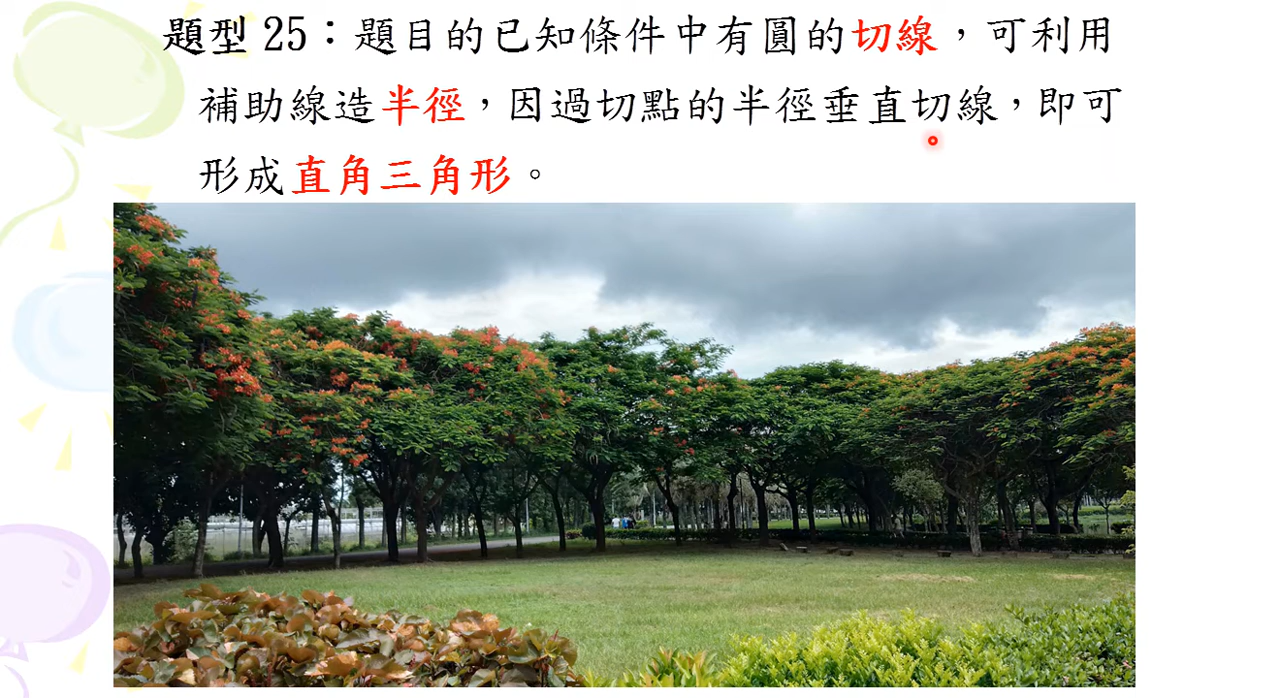 題型 25：題目的已知條件中有圓的切線，可利用
補助線造半徑，因過切點的半徑垂直切線，即可
形成直角三角形。